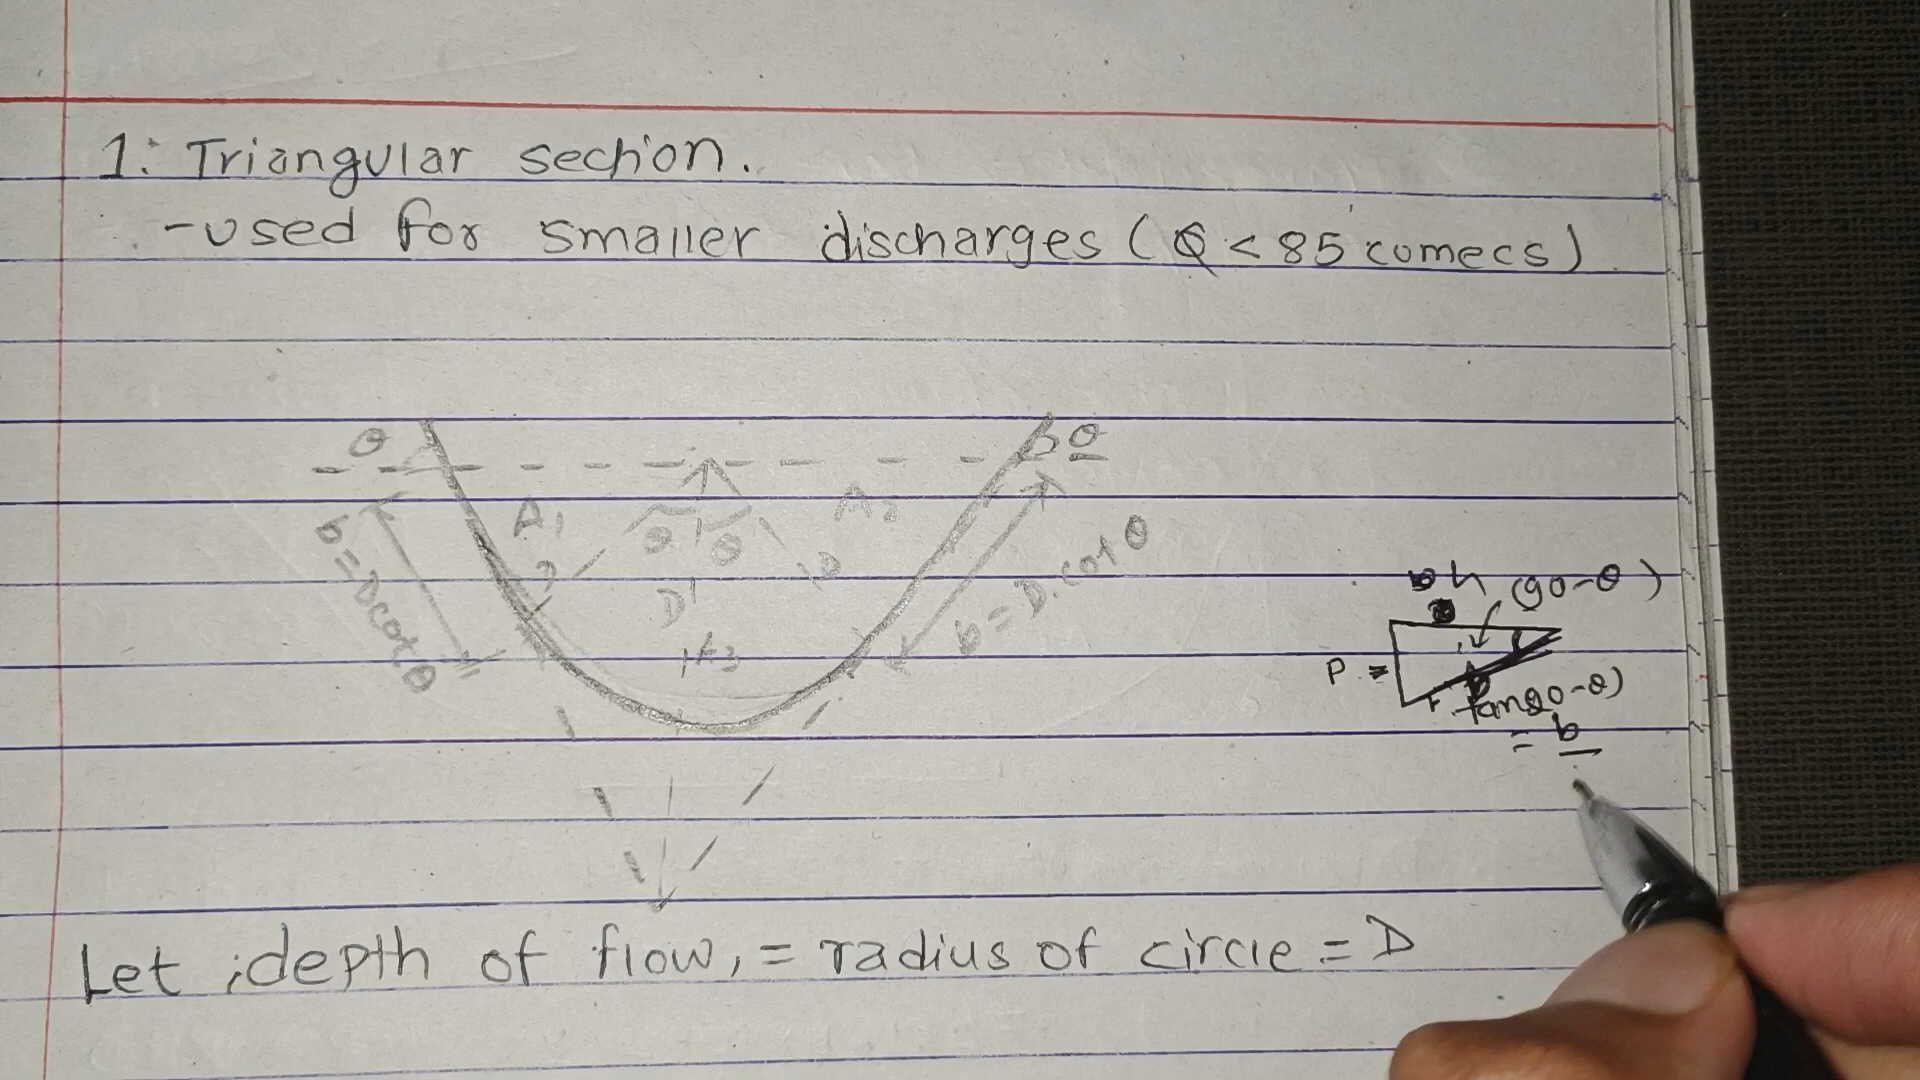 1. Triangular section.
-used for smaller discharges (Q < 85 comecs)
θ
θ
A1
A2
θ θ
D
D
b = D cot θ
b = D. cot θ
A3
h (90-θ)
P
tan 90-θ)
= b
Let, depth of flow, = radius of circle = D